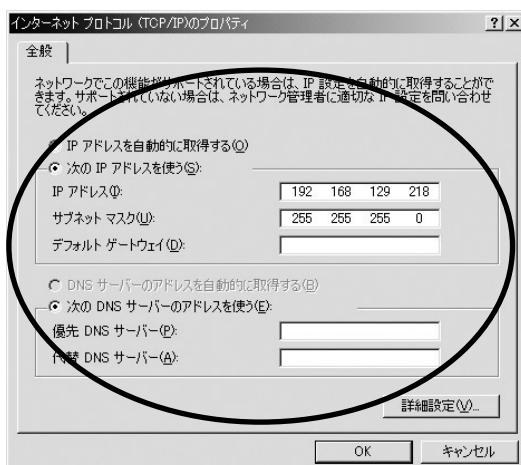 インターネット プロトコル (TCP/IP)のプロパティ
? ×
全般
ネットワークでこの機能がサポートされている場合は、IP 設定を自動的に取得することがで
きます。サポートされていない場合は、ネットワーク管理者に適切な IP 設定を問い合わせ
てください。
IP アドレスを自動的に取得する(O)
次の IP アドレスを使う(S):
IP アドレス(I): 192 168 129 218
サブネット マスク(U): 255 255 255 0
デフォルト ゲートウェイ(D):
DNS サーバーのアドレスを自動的に取得する(B)
次の DNS サーバーのアドレスを使う(E):
優先 DNS サーバー(P):
代替 DNS サーバー(A):
詳細設定(V)...
OK キャンセル